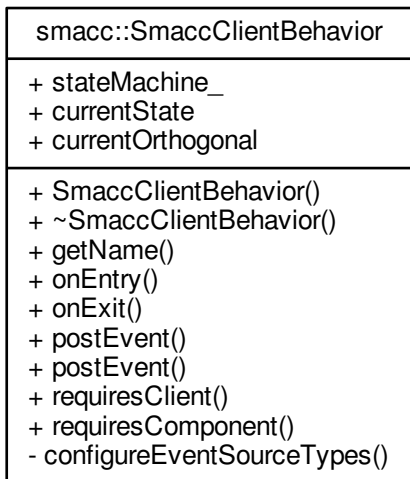 smacc::SmaccClientBehavior
+ stateMachine_
+ currentState
+ currentOrthogonal
+ SmaccClientBehavior()
+ ~SmaccClientBehavior()
+ getName()
+ onEntry()
+ onExit()
+ postEvent()
+ postEvent()
+ requiresClient()
+ requiresComponent()
- configureEventSourceTypes()